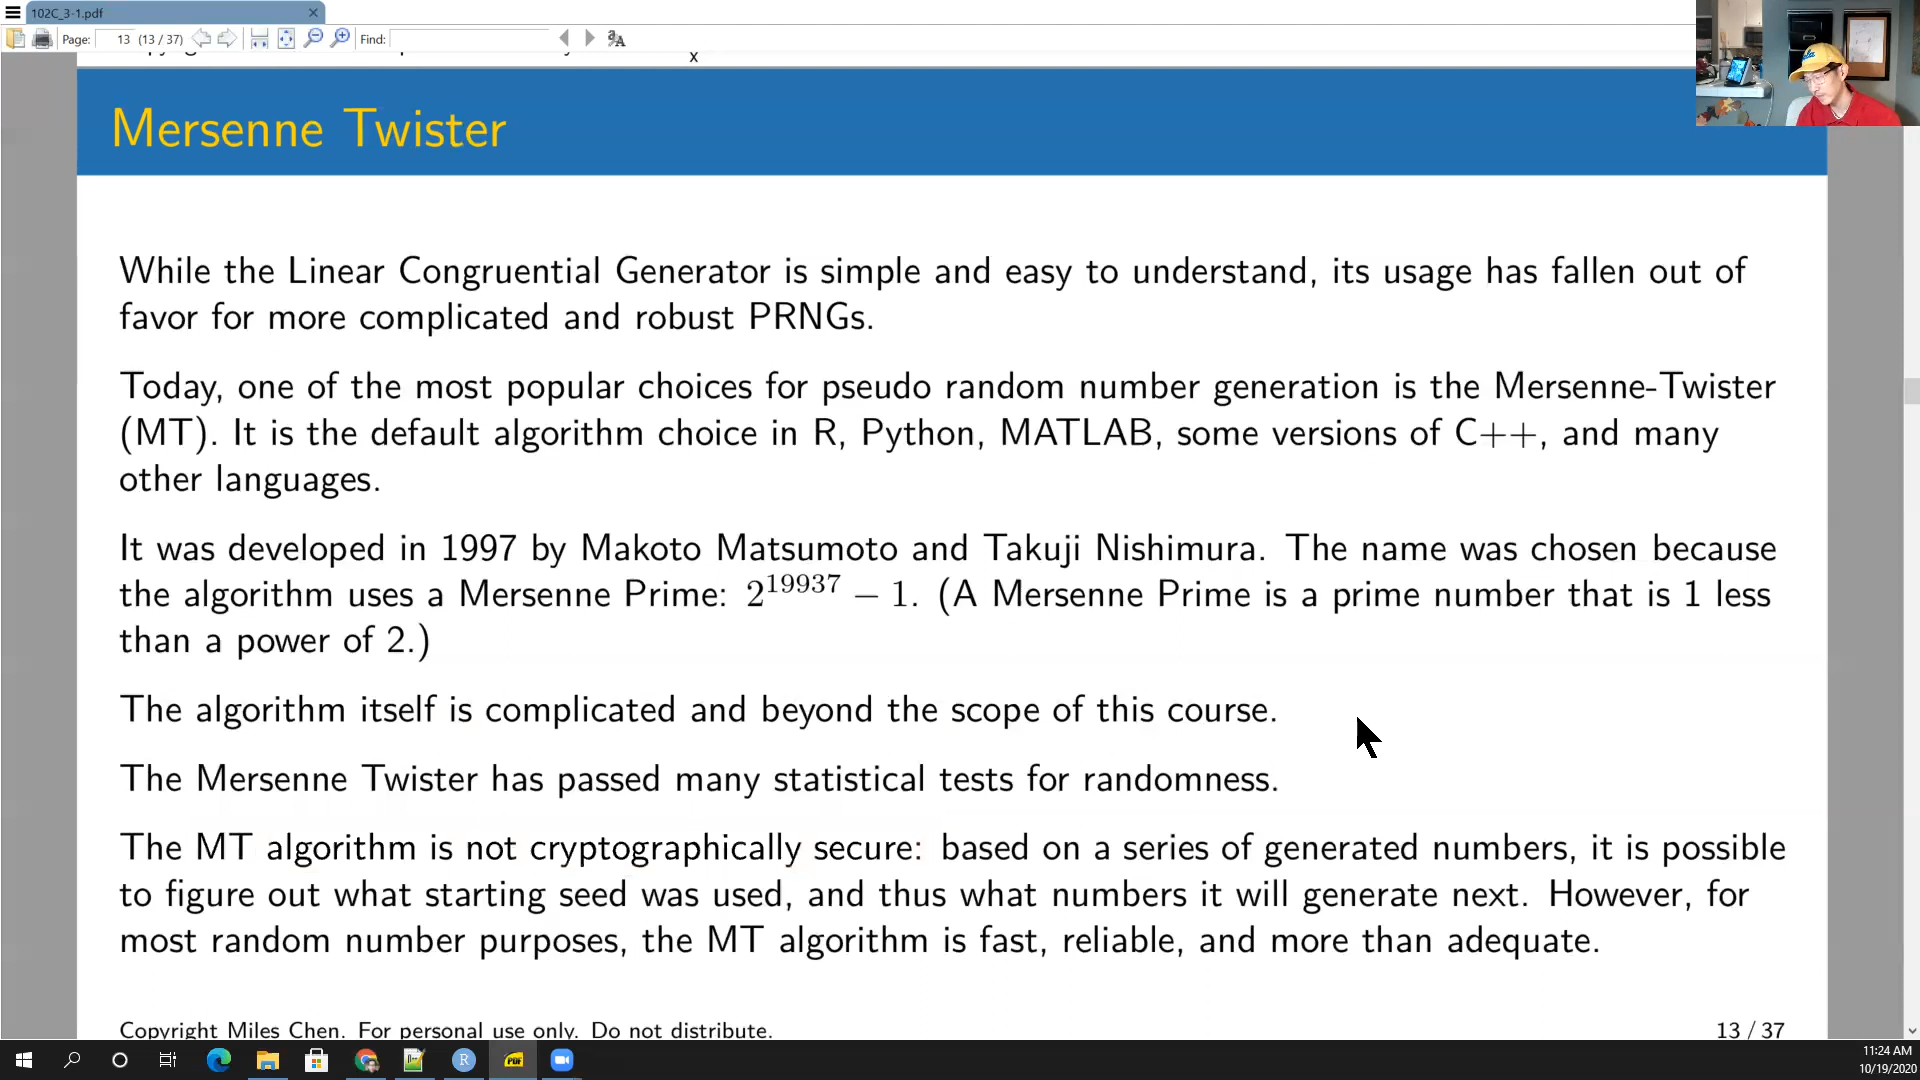 102C_3-1.pdf
Page: 13 (13 / 37) Find:
x
Mersenne Twister
While the Linear Congruential Generator is simple and easy to understand, its usage has fallen out of
favor for more complicated and robust PRNGs.
Today, one of the most popular choices for pseudo random number generation is the Mersenne-Twister
(MT). It is the default algorithm choice in R, Python, MATLAB, some versions of C++, and many
other languages.
It was developed in 1997 by Makoto Matsumoto and Takuji Nishimura. The name was chosen because
the algorithm uses a Mersenne Prime: 2^19937 − 1. (A Mersenne Prime is a prime number that is 1 less
than a power of 2.)
The algorithm itself is complicated and beyond the scope of this course.
The Mersenne Twister has passed many statistical tests for randomness.
The MT algorithm is not cryptographically secure: based on a series of generated numbers, it is possible
to figure out what starting seed was used, and thus what numbers it will generate next. However, for
most random number purposes, the MT algorithm is fast, reliable, and more than adequate.
Copyright Miles Chen. For personal use only. Do not distribute. 13 / 37
11:24 AM
10/19/2020